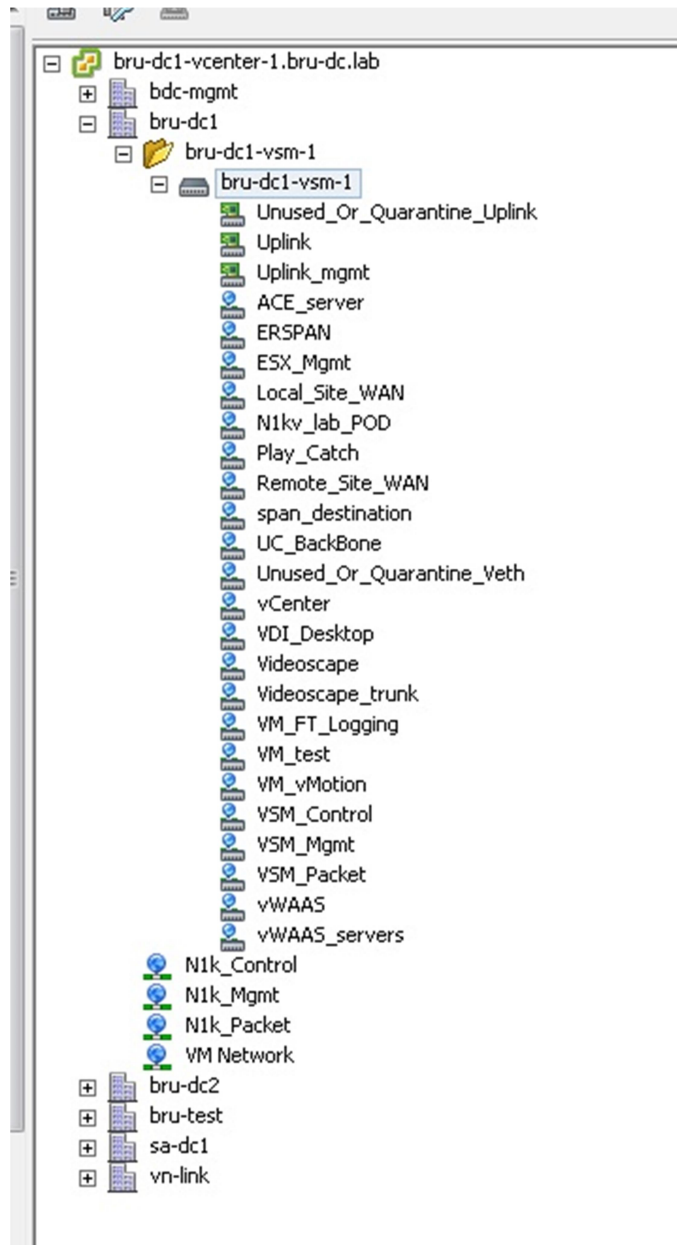 bru-dc1-vcenter-1.bru-dc.lab
bdc-mgmt
bru-dc1
bru-dc1-vsm-1
bru-dc1-vsm-1
Unused_Or_Quarantine_Uplink
Uplink
Uplink_mgmt
ACE_server
ERSPAN
ESX_Mgmt
Local_Site_WAN
N1kv_lab_POD
Play_Catch
Remote_Site_WAN
span_destination
UC_BackBone
Unused_Or_Quarantine_Veth
vCenter
VDI_Desktop
Videoscape
Videoscape_trunk
VM_FT_Logging
VM_test
VM_vMotion
VSM_Control
VSM_Mgmt
VSM_Packet
vWAAS
vWAAS_servers
N1k_Control
N1k_Mgmt
N1k_Packet
VM Network
bru-dc2
bru-test
sa-dc1
vn-link